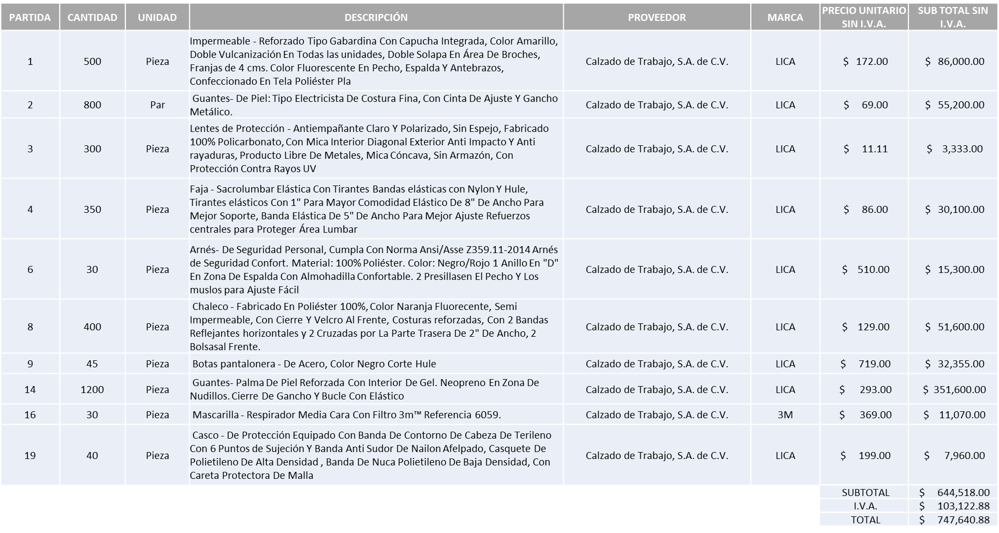 PARTIDA CANTIDAD UNIDAD DESCRIPCIÓN PROVEEDOR MARCA PRECIO UNITARIO SIN I.V.A. SUB TOTAL SIN I.V.A.
1 500 Pieza
Impermeable - Reforzado Tipo Gabardina Con Capucha Integrada, Color Amarillo,
Doble Vulcanización En Todas las unidades, Doble Solapa En Área De Broches,
Franjas de 4 cms. Color Fluorescente En Pecho, Espalda Y Antebrazos,
Confeccionado En Tela Poliéster Pla
Calzado de Trabajo, S.A. de C.V. LICA $ 172.00 $ 86,000.00
2 800 Par
Guantes- De Piel: Tipo Electricista De Costura Fina, Con Cinta De Ajuste Y Gancho
Metálico.
Calzado de Trabajo, S.A. de C.V. LICA $ 69.00 $ 55,200.00
3 300 Pieza
Lentes de Protección - Antiempañante Claro Y Polarizado, Sin Espejo, Fabricado
100% Policarbonato, Con Mica Interior Diagonal Exterior Anti Impacto Y Anti
rayaduras, Producto Libre De Metales, Mica Cóncava, Sin Armazón, Con
Protección Contra Rayos UV
Calzado de Trabajo, S.A. de C.V. LICA $ 11.11 $ 3,333.00
4 350 Pieza
Faja - Sacrolumbar Elástica Con Tirantes Bandas elásticas con Nylon Y Hule,
Tirantes elásticos Con 1" Para Mayor Comodidad Elástico De 8" De Ancho Para
Mejor Soporte, Banda Elástica De 5" De Ancho Para Mejor Ajuste Refuerzos
centrales para Proteger Área Lumbar
Calzado de Trabajo, S.A. de C.V. LICA $ 86.00 $ 30,100.00
6 30 Pieza
Arnés- De Seguridad Personal, Cumpla Con Norma Ansi/Asse Z359.11-2014 Arnés
de Seguridad Confort. Material: 100% Poliéster. Color: Negro/Rojo 1 Anillo En "D"
En Zona De Espalda Con Almohadilla Confortable. 2 Presillasen El Pecho Y Los
muslos para Ajuste Fácil
Calzado de Trabajo, S.A. de C.V. LICA $ 510.00 $ 15,300.00
8 400 Pieza
Chaleco - Fabricado En Poliéster 100%, Color Naranja Fluorecente, Semi
Impermeable, Con Cierre Y Velcro Al Frente, Costuras reforzadas, Con 2 Bandas
Reflejantes horizontales y 2 Cruzadas por La Parte Trasera De 2" De Ancho, 2
Bolsasal Frente.
Calzado de Trabajo, S.A. de C.V. LICA $ 129.00 $ 51,600.00
9 45 Pieza Botas pantalonera - De Acero, Color Negro Corte Hule Calzado de Trabajo, S.A. de C.V. LICA $ 719.00 $ 32,355.00
14 1200 Pieza
Guantes- Palma De Piel Reforzada Con Interior De Gel. Neopreno En Zona De
Nudillos. Cierre De Gancho Y Bucle Con Elástico
Calzado de Trabajo, S.A. de C.V. LICA $ 293.00 $ 351,600.00
16 30 Pieza Mascarilla - Respirador Media Cara Con Filtro 3m™ Referencia 6059. Calzado de Trabajo, S.A. de C.V. 3M $ 369.00 $ 11,070.00
19 40 Pieza
Casco - De Protección Equipado Con Banda De Contorno De Cabeza De Terileno
Con 6 Puntos de Sujeción Y Banda Anti Sudor De Nailon Afelpado, Casquete De
Polietileno De Alta Densidad , Banda De Nuca Polietileno De Baja Densidad, Con
Careta Protectora De Malla
Calzado de Trabajo, S.A. de C.V. LICA $ 199.00 $ 7,960.00
SUBTOTAL $ 644,518.00
I.V.A. $ 103,122.88
TOTAL $ 747,640.88